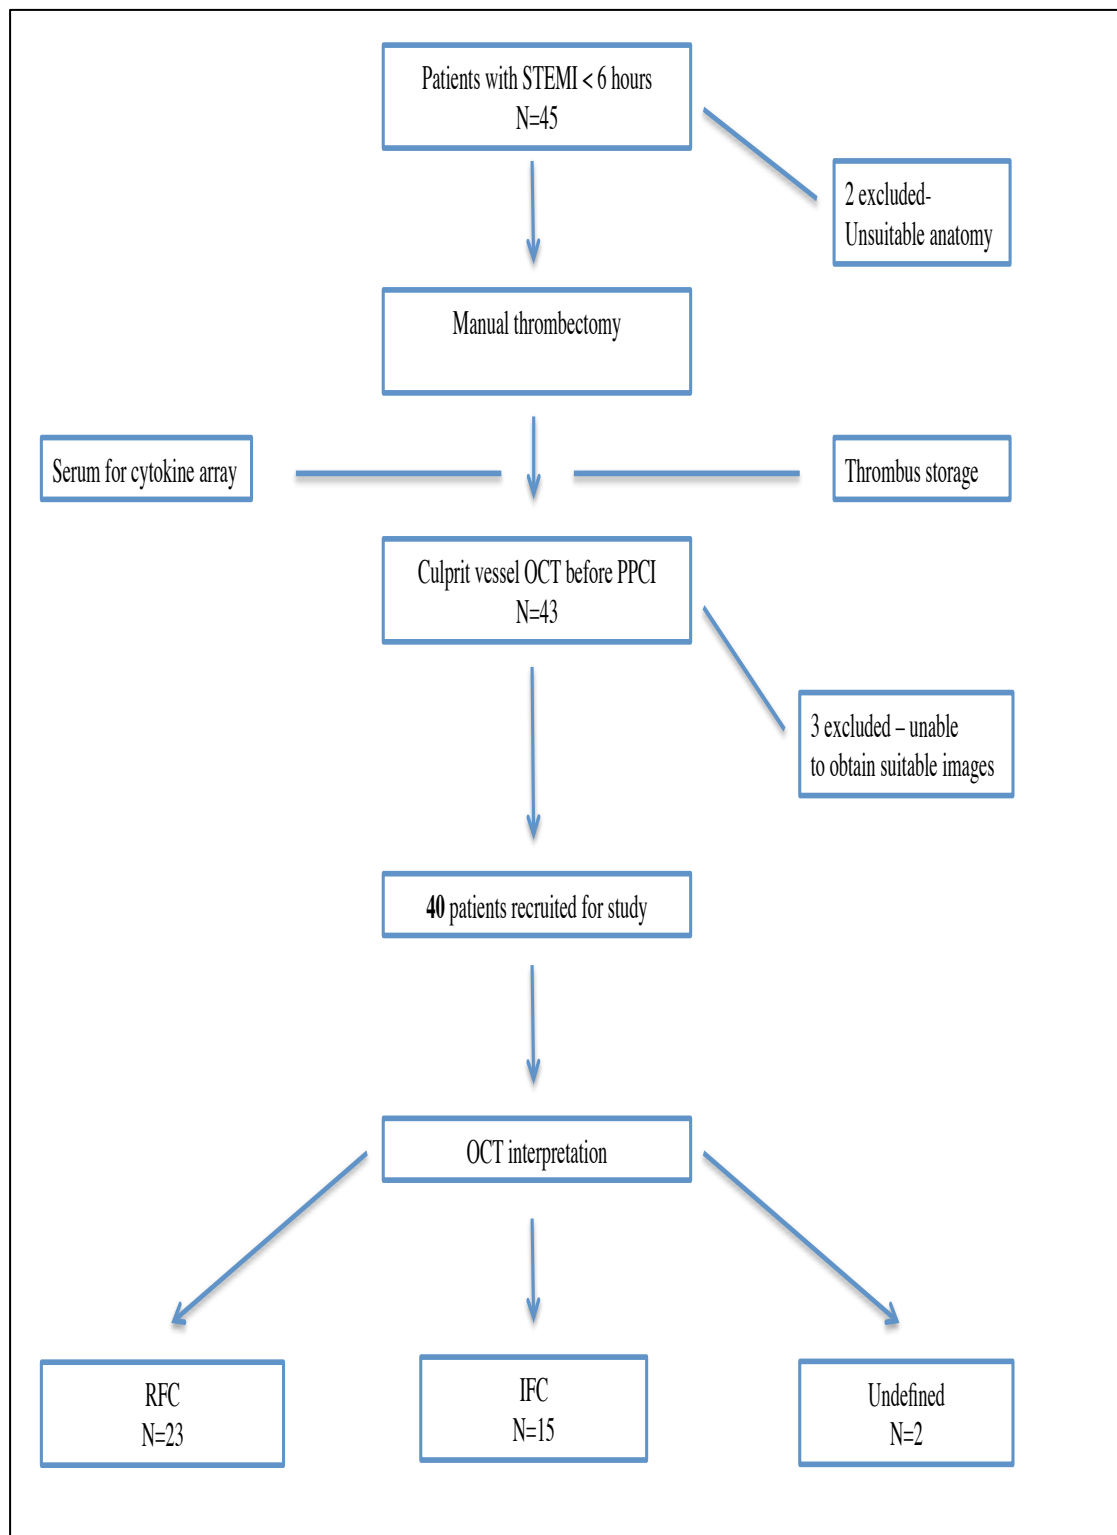 Patients with STEMI < 6 hours
N=45
2 excluded-
Unsuitable anatomy
Manual thrombectomy
Serum for cytokine array
Thrombus storage
Culprit vessel OCT before PPCI
N=43
3 excluded – unable
to obtain suitable images
40 patients recruited for study
OCT interpretation
RFC
N=23
IFC
N=15
Undefined
N=2